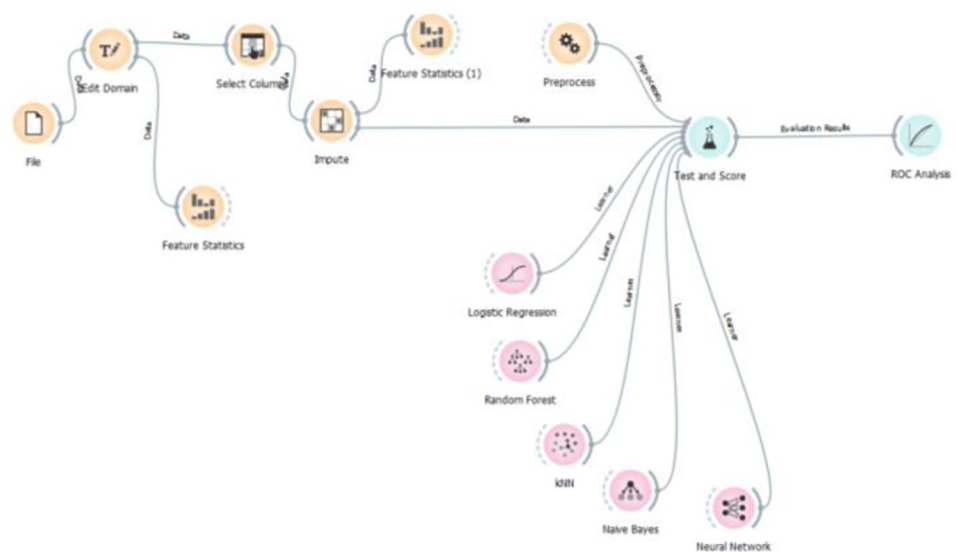 File
Data
Edit Domain
Data
Select Columns
Data
Data
Feature Statistics
Impute
Data
Feature Statistics (1)
Data
Preprocess
Preprocessor
Test and Score
Evaluation Results
ROC Analysis
Learner
Logistic Regression
Learner
Random Forest
Learner
kNN
Learner
Naive Bayes
Learner
Neural Network